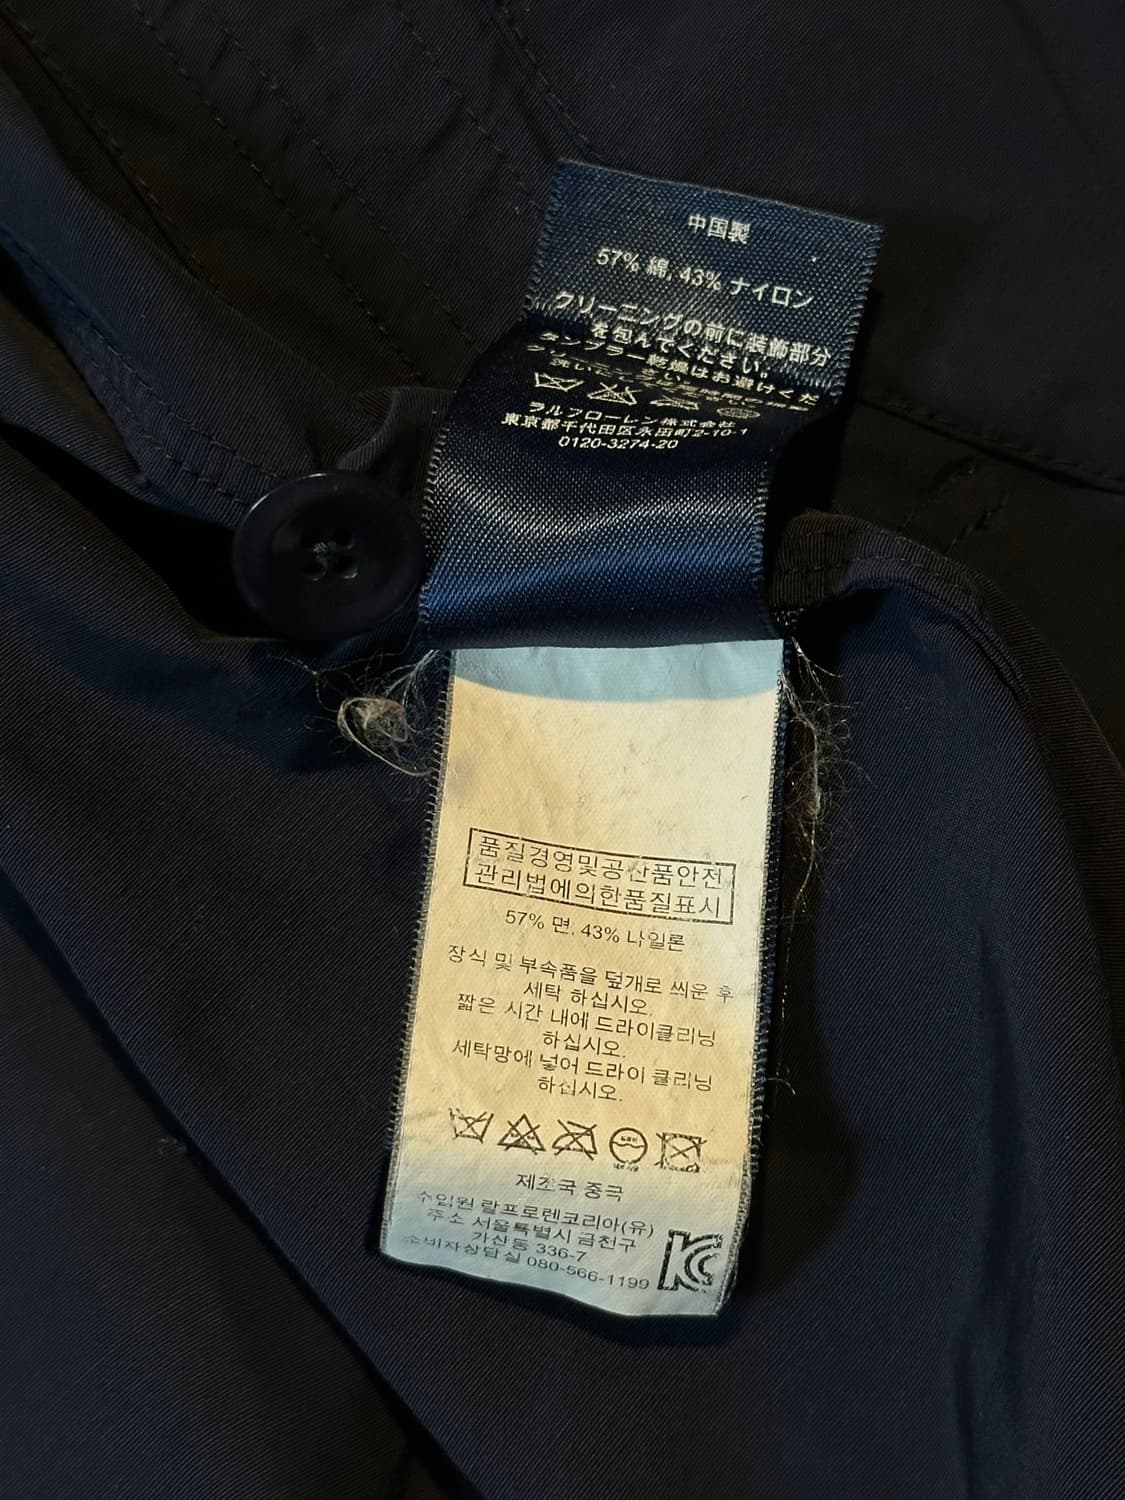 中国製
57% 綿, 43% ナイロン
クリーニングの前に装飾部分
を包んでください。
タンブラー乾燥はお避けくだ
ラルフローレン株式会社
東京都千代田区永田町2-10-1
0120-3274-20
품질경영및공산품안전
관리법에의한품질표시
57% 면, 43% 나일론
장식 및 부속품을 덮개로 씌운 후
세탁 하십시오.
짧은 시간 내에 드라이클리닝
하십시오.
세탁망에 넣어 드라이 클리닝
하십시오.
제조국 중국
수입원 랄프로렌코리아(유)
주소 서울특별시 금천구
가산동 336-7
소비자상담실 080-566-1199